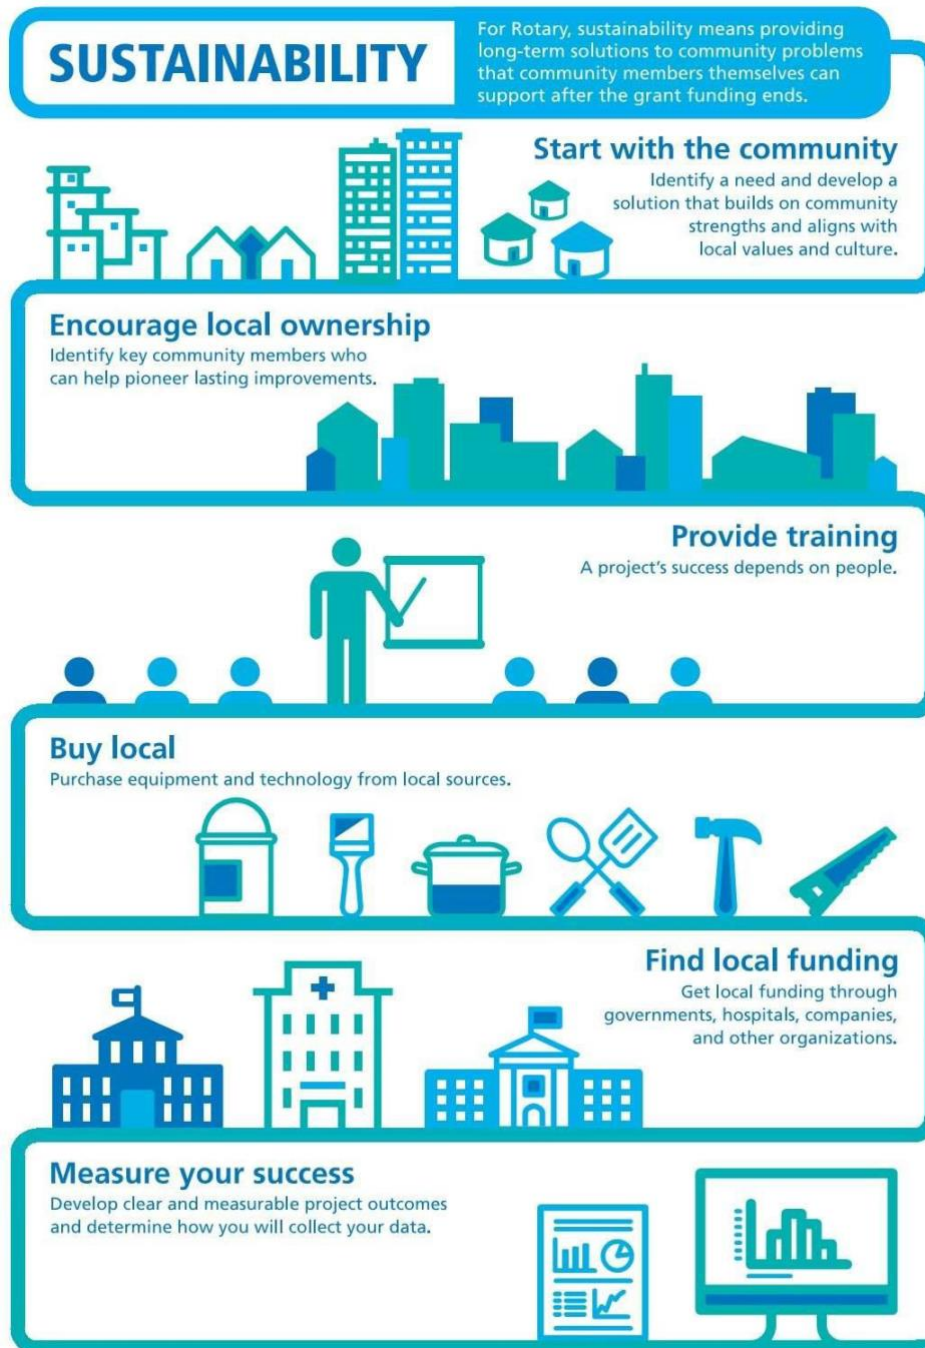 SUSTAINABILITY
For Rotary, sustainability means providing
long-term solutions to community problems
that community members themselves can
support after the grant funding ends.
Start with the community
Identify a need and develop a
solution that builds on community
strengths and aligns with
local values and culture.
Encourage local ownership
Identify key community members who
can help pioneer lasting improvements.
Provide training
A project's success depends on people.
Buy local
Purchase equipment and technology from local sources.
Find local funding
Get local funding through
governments, hospitals, companies,
and other organizations.
Measure your success
Develop clear and measurable project outcomes
and determine how you will collect your data.